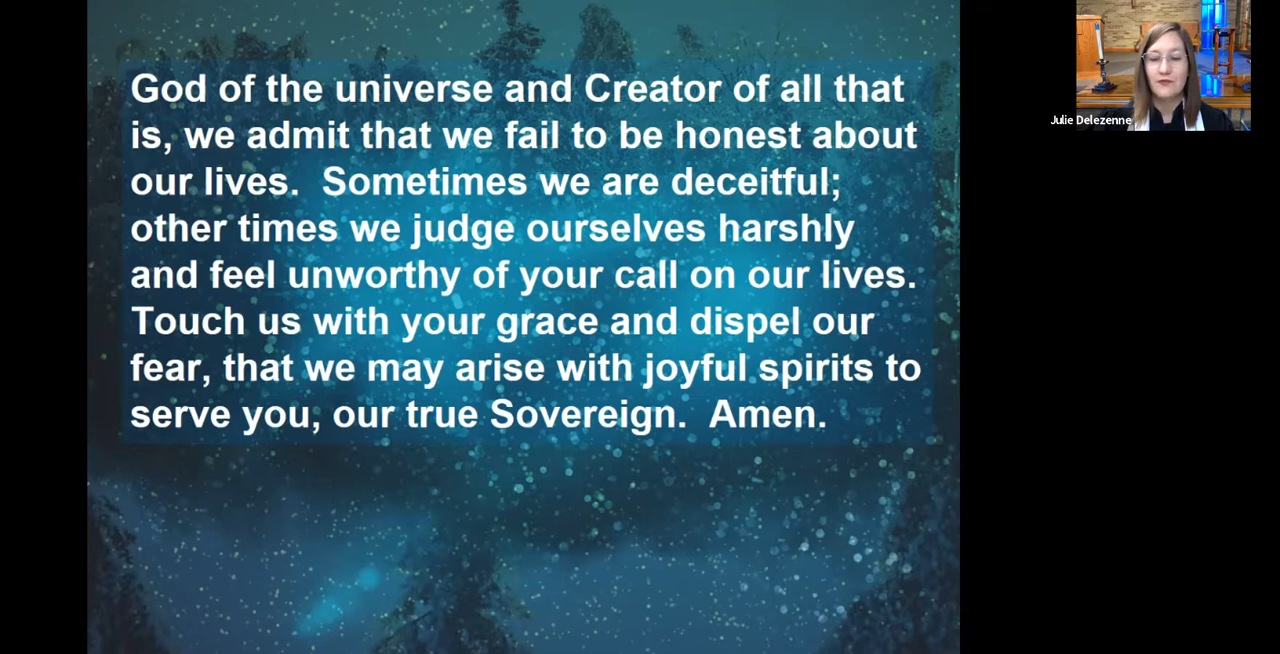 God of the universe and Creator of all that
is, we admit that we fail to be honest about
our lives.  Sometimes we are deceitful;
other times we judge ourselves harshly
and feel unworthy of your call on our lives.
Touch us with your grace and dispel our
fear, that we may arise with joyful spirits to
serve you, our true Sovereign.  Amen.
Julie Delezenne